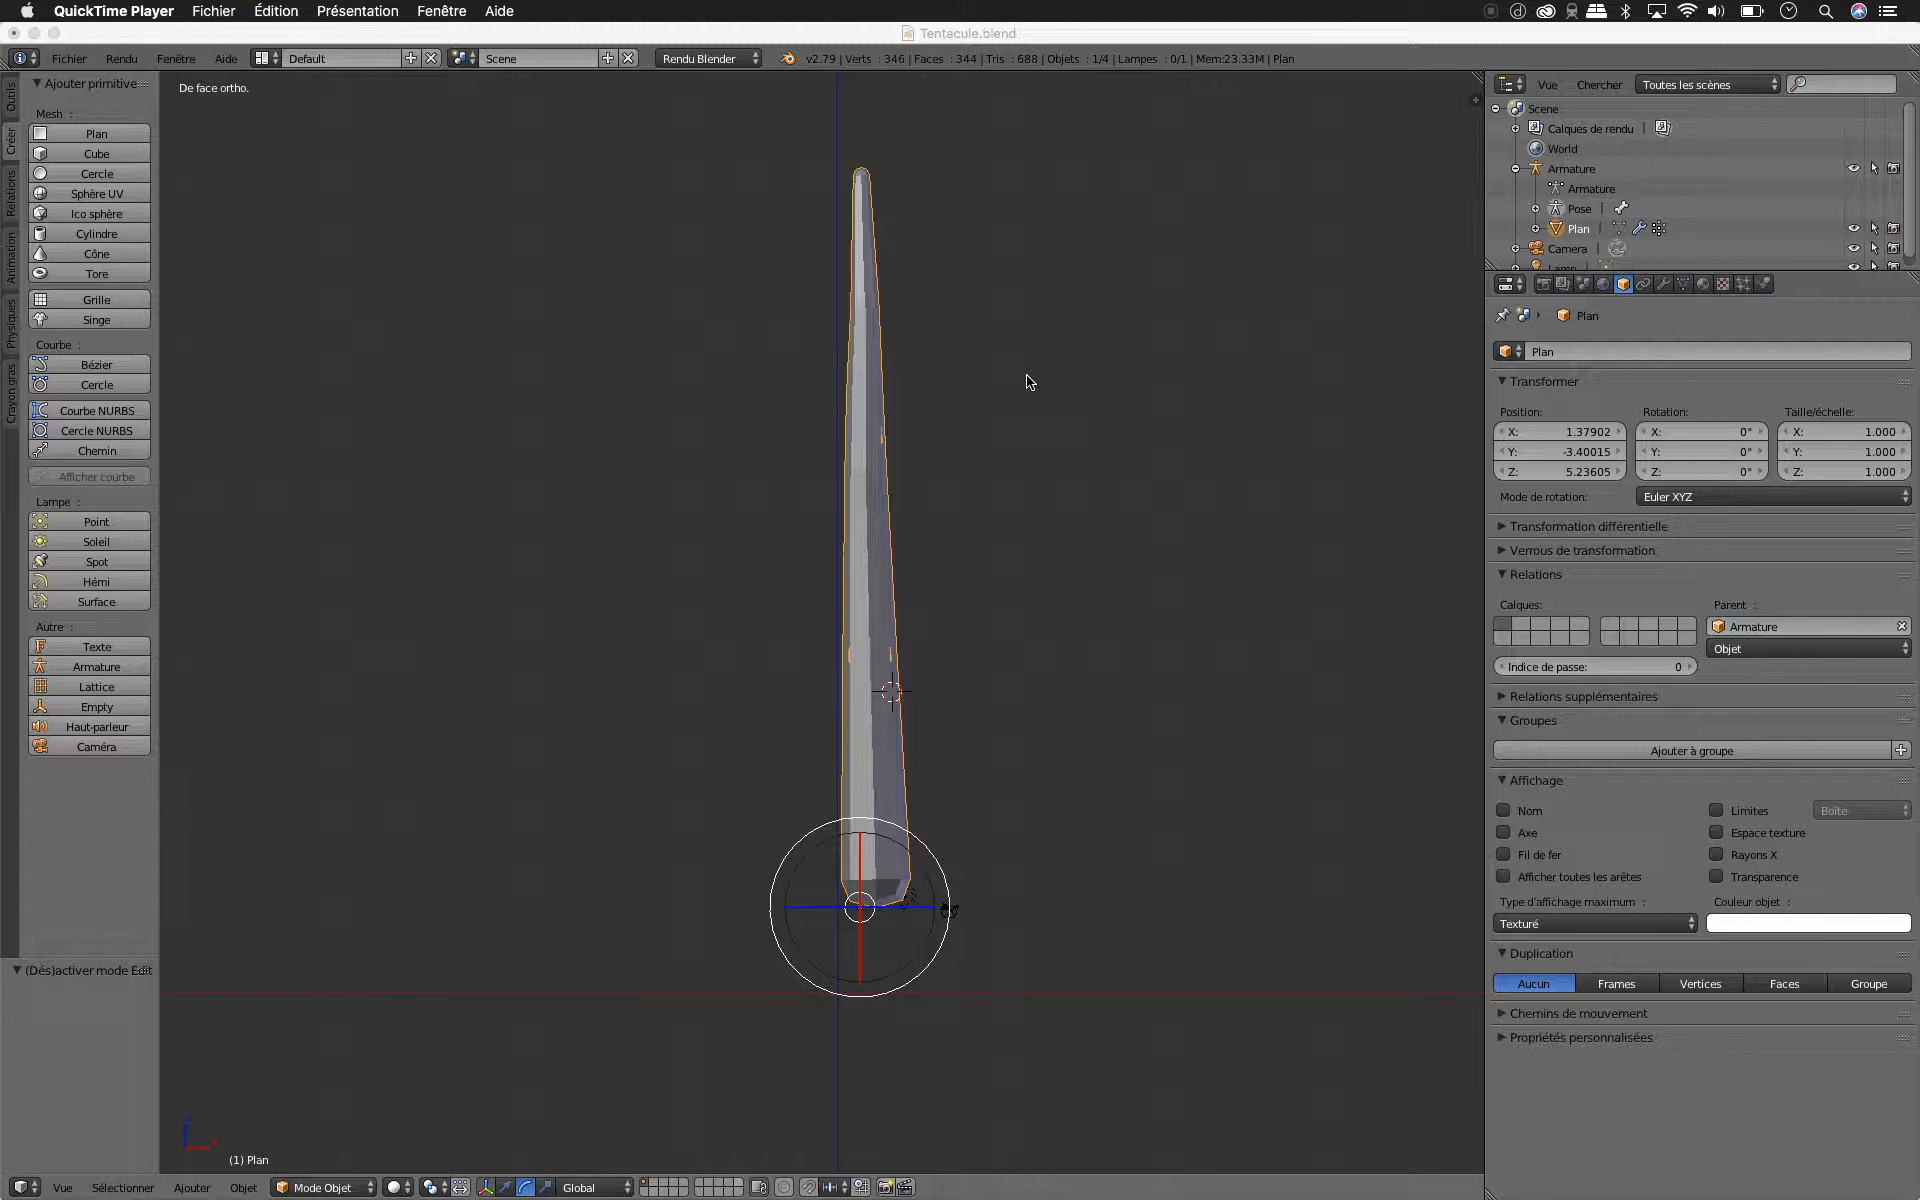 QuickTime Player Fichier Édition Présentation Fenêtre Aide
Tentacule.blend
Fichier Rendu Fenêtre Aide Default Scene Rendu Blender v2.79 | Verts : 346 | Faces : 344 | Tris : 688 | Objets : 1/4 | Lampes : 0/1 | Mem:23.33M | Plan
Ajouter primitive
De face ortho.
Outils
Créer
Relations
Animation
Physiques
Crayon gras
Mesh :
Plan
Cube
Cercle
Sphère UV
Ico sphère
Cylindre
Cône
Tore
Grille
Singe
Courbe :
Bézier
Cercle
Courbe NURBS
Cercle NURBS
Chemin
Afficher courbe
Lampe :
Point
Soleil
Spot
Hémi
Surface
Autre :
Texte
Armature
Lattice
Empty
Haut-parleur
Caméra
(Dés)activer mode Edit
Z
X
(1) Plan
Vue Sélectionner Ajouter Objet Mode Objet Global
Vue Chercher Toutes les scènes
Scene
Calques de rendu |
World
Armature
Armature
Pose |
Plan |
Camera |
Lamp
Plan
Plan
Transformer
Position: Rotation: Taille/échelle:
X: 1.37902 X: 0° X: 1.000
Y: -3.40015 Y: 0° Y: 1.000
Z: 5.23605 Z: 0° Z: 1.000
Mode de rotation: Euler XYZ
Transformation différentielle
Verrous de transformation
Relations
Calques: Parent :
Armature
Objet
Indice de passe: 0
Relations supplémentaires
Groupes
Ajouter à groupe
Affichage
Nom Limites Boîte
Axe Espace texture
Fil de fer Rayons X
Afficher toutes les arêtes Transparence
Type d'affichage maximum : Couleur objet :
Texturé
Duplication
Aucun Frames Vertices Faces Groupe
Chemins de mouvement
Propriétés personnalisées